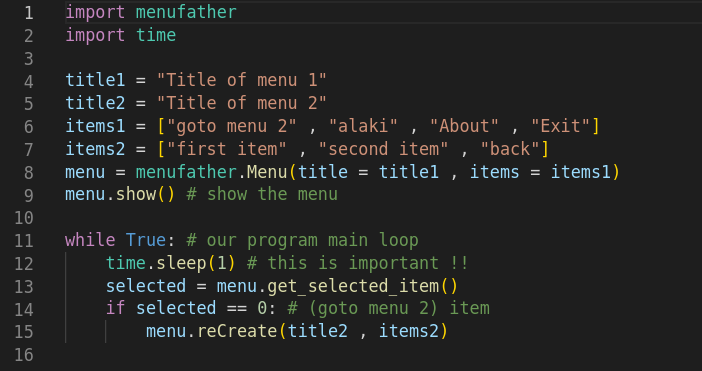 1 import menufather
2 import time
3
4 title1 = "Title of menu 1"
5 title2 = "Title of menu 2"
6 items1 = ["goto menu 2" , "alaki" , "About" , "Exit"]
7 items2 = ["first item" , "second item" , "back"]
8 menu = menufather.Menu(title = title1 , items = items1)
9 menu.show() # show the menu
10
11 while True: # our program main loop
12     time.sleep(1) # this is important !!
13     selected = menu.get_selected_item()
14     if selected == 0: # (goto menu 2) item
15         menu.reCreate(title2 , items2)
16